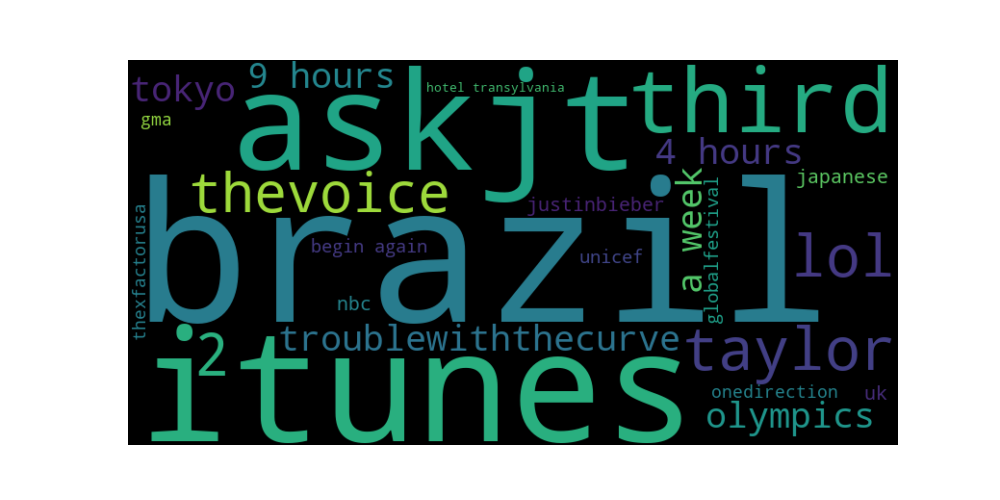 tokyo
9 hours
hotel transylvania
third
gma
askjt
4 hours
thevoice
japanese
a week
justinbieber
globalfestival
thexfactorusa
brazil
begin again
unicef
lol
nbc
troublewiththecurve
taylor
2
itunes
onedirection
uk
olympics